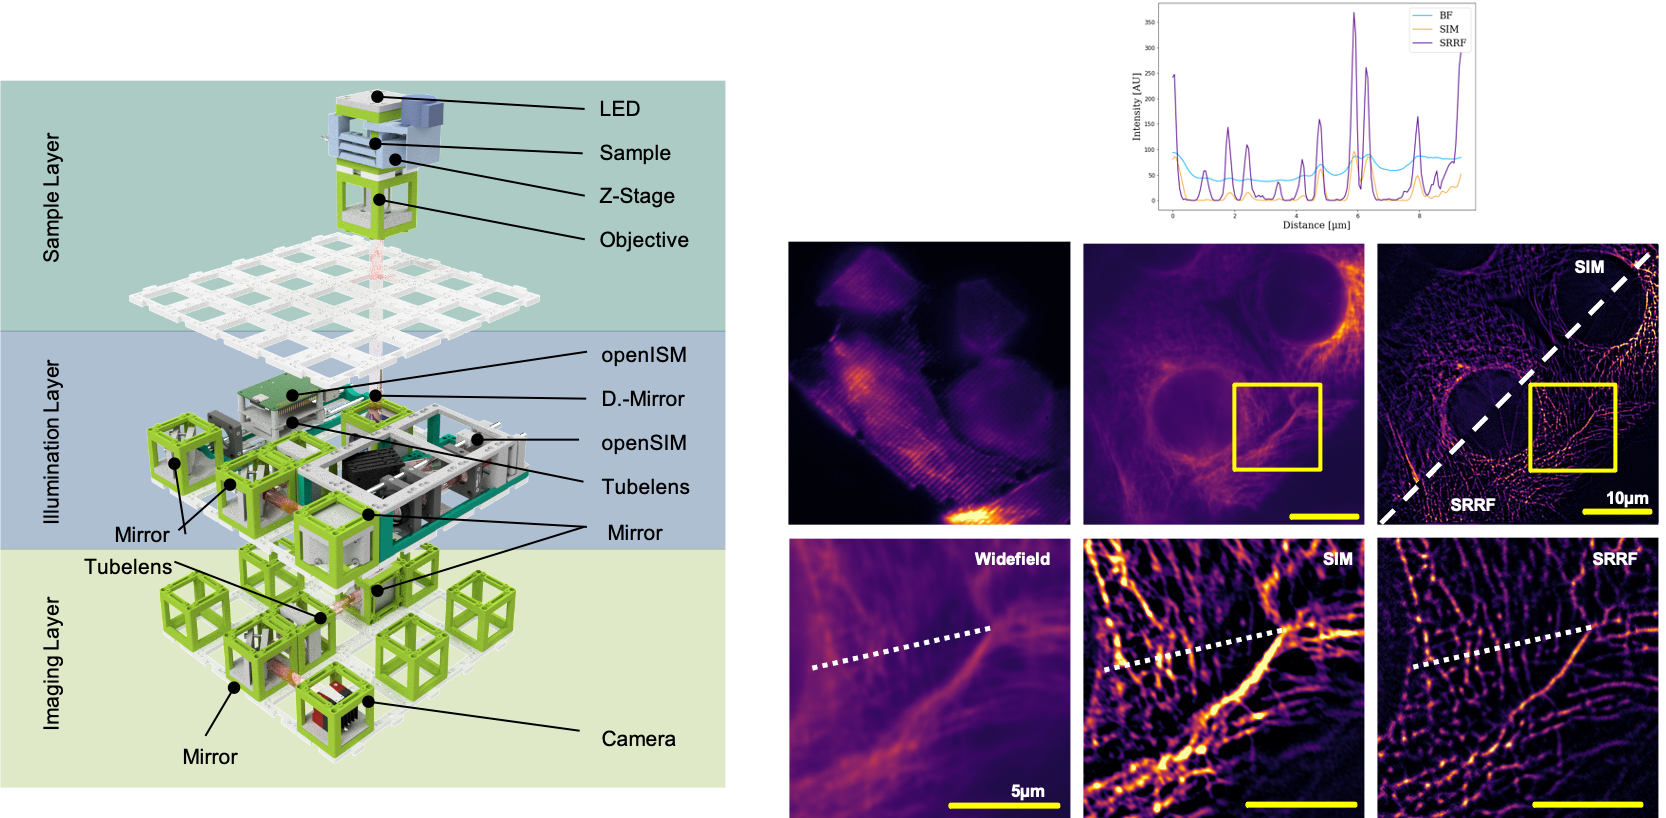 Sample Layer
LED
Sample
Z-Stage
Objective
Illumination Layer
openISM
D.-Mirror
openSIM
Tubelens
Mirror
Mirror
Imaging Layer
Tubelens
Mirror
Camera
Intensity [AU]
350
300
250
200
150
100
50
0
0
2
4
6
8
Distance [µm]
BF
SIM
SRRF
SIM
SRRF
10µm
Widefield
5µm
SIM
SRRF